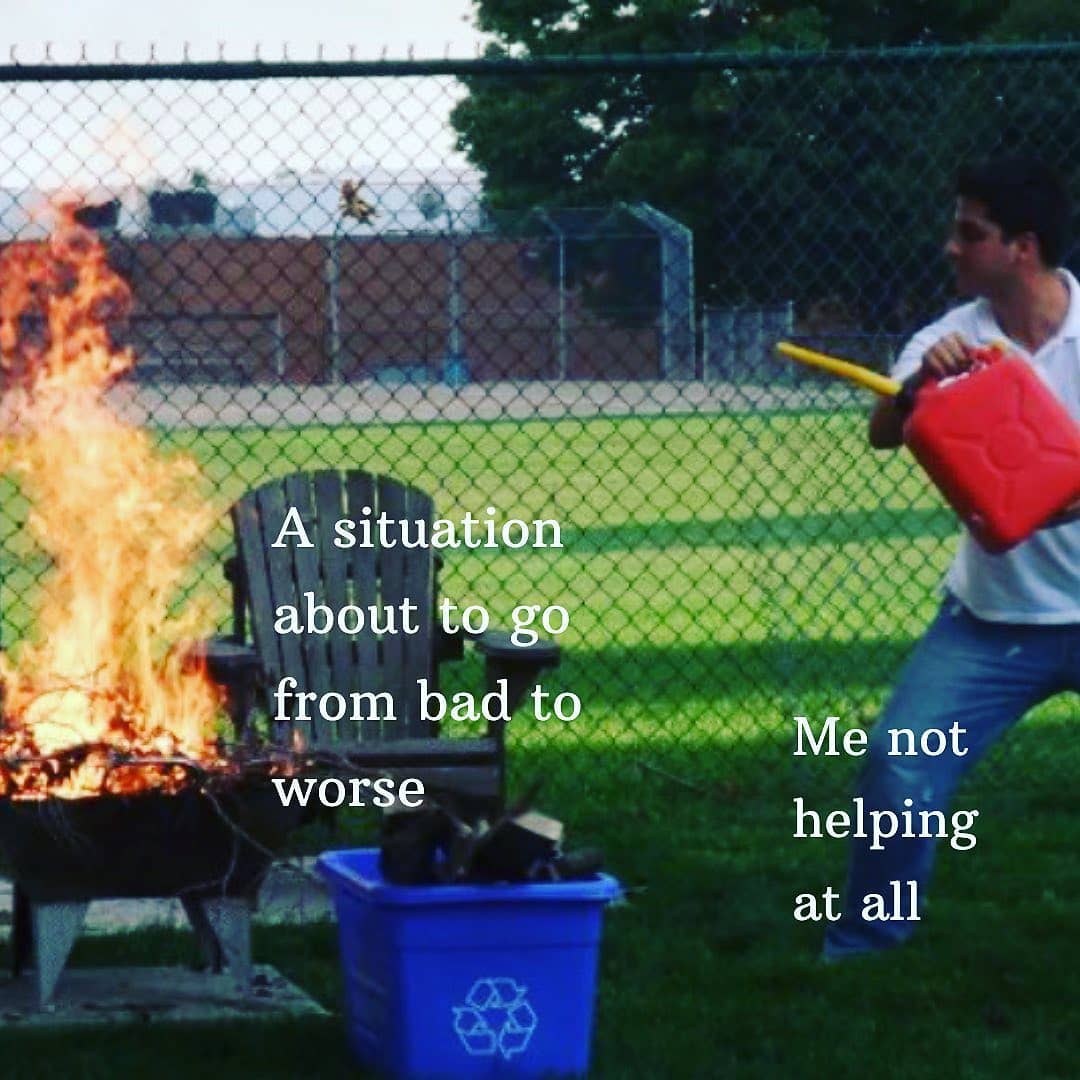 A situation
about to go
from bad to
worse
Me not
helping
at all